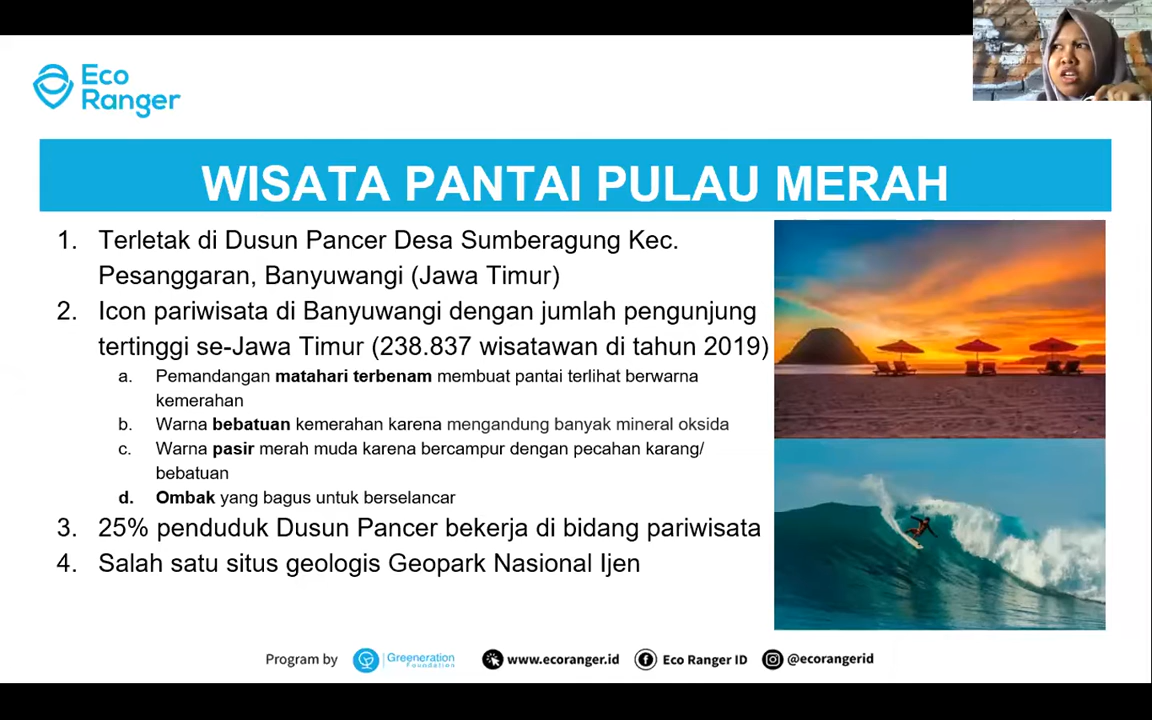 Eco
Ranger
WISATA PANTAI PULAU MERAH
1. Terletak di Dusun Pancer Desa Sumberagung Kec.
Pesanggaran, Banyuwangi (Jawa Timur)
2. Icon pariwisata di Banyuwangi dengan jumlah pengunjung
tertinggi se-Jawa Timur (238.837 wisatawan di tahun 2019)
a. Pemandangan matahari terbenam membuat pantai terlihat berwarna
kemerahan
b. Warna bebatuan kemerahan karena mengandung banyak mineral oksida
c. Warna pasir merah muda karena bercampur dengan pecahan karang/
bebatuan
d. Ombak yang bagus untuk berselancar
3. 25% penduduk Dusun Pancer bekerja di bidang pariwisata
4. Salah satu situs geologis Geopark Nasional Ijen
Program by Greeneration Foundation www.ecoranger.id Eco Ranger ID @ecorangerid